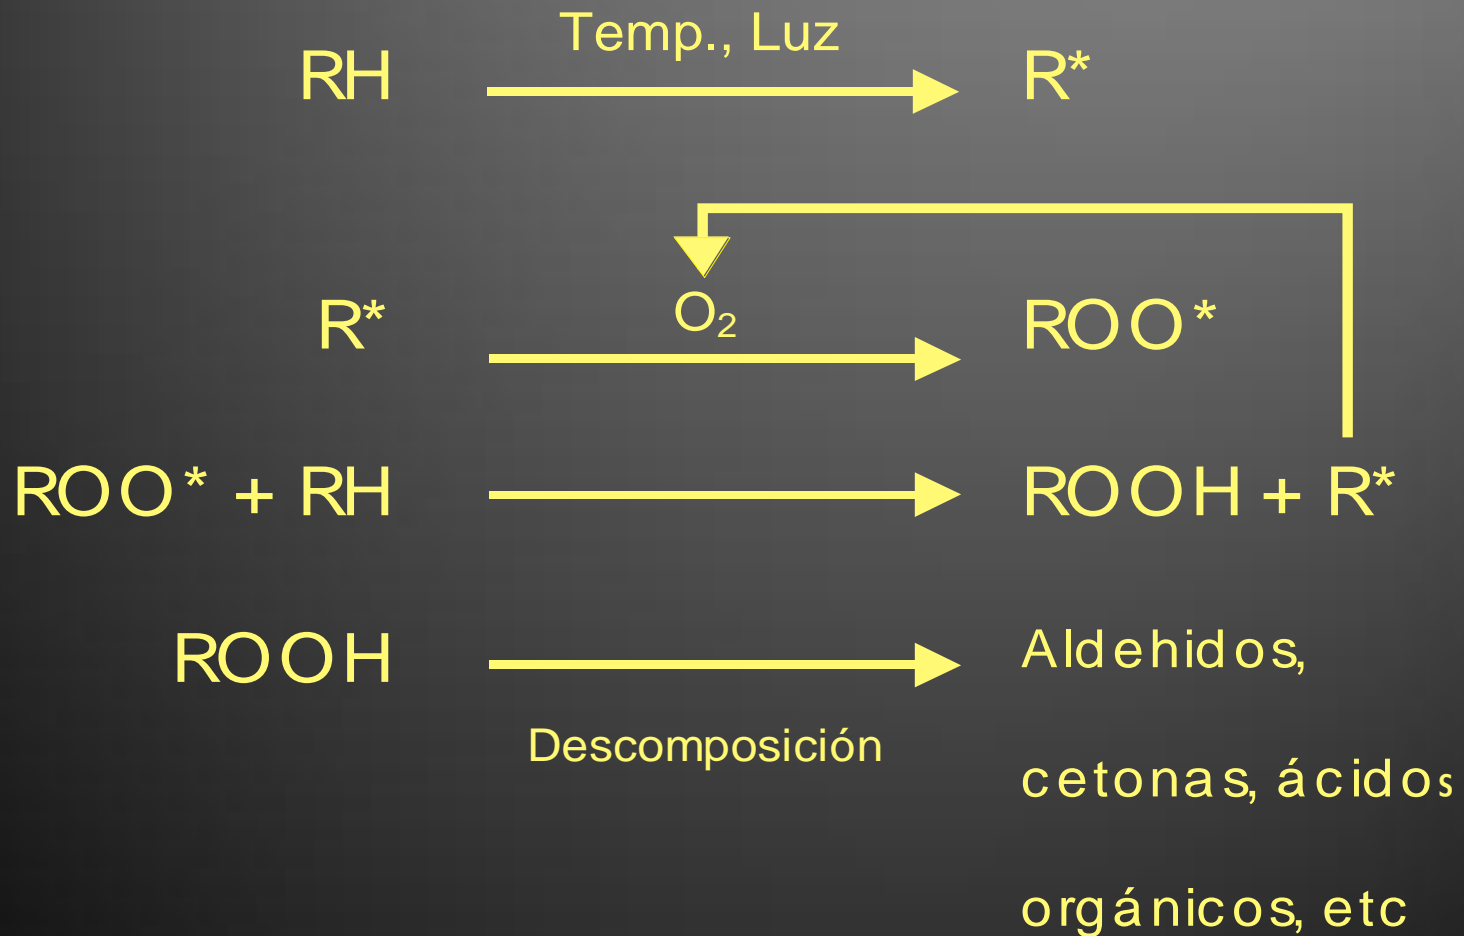 Temp., Luz
RH R*
O₂
R* ROO*
ROO* + RH ROOH + R*
ROOH Aldehidos,
Descomposición
cetonas, ácidos
orgánicos, etc